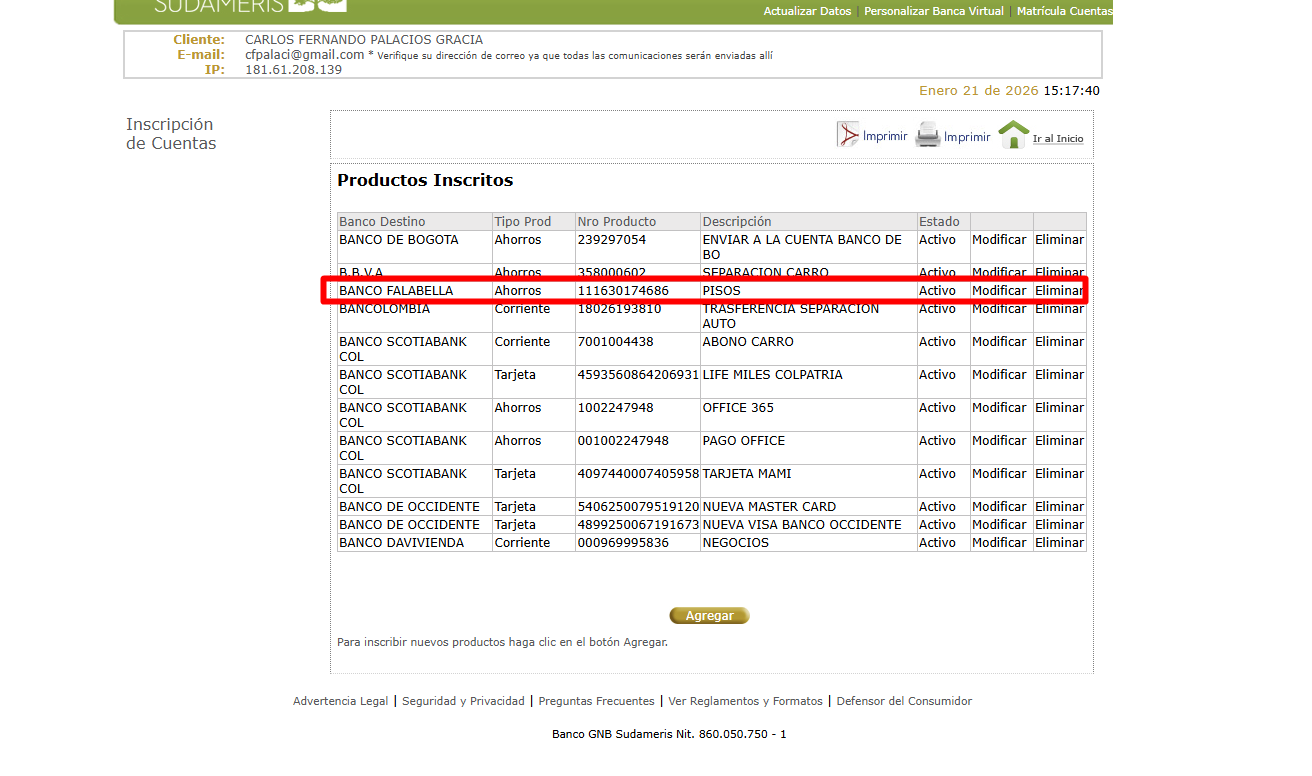 SUDAMERIS
Actualizar Datos | Personalizar Banca Virtual | Matrícula Cuentas
Cliente: CARLOS FERNANDO PALACIOS GRACIA
E-mail: cfpalaci@gmail.com * Verifique su dirección de correo ya que todas las comunicaciones serán enviadas allí
IP: 181.61.208.139
Enero 21 de 2026 15:17:40
Inscripción
de Cuentas
Imprimir Imprimir Ir al Inicio
Productos Inscritos
Banco Destino Tipo Prod Nro Producto Descripción Estado
BANCO DE BOGOTA Ahorros 239297054 ENVIAR A LA CUENTA BANCO DE Activo Modificar Eliminar
BO
B.B.V.A. Ahorros 358000602 SEPARACION CARRO Activo Modificar Eliminar
BANCO FALABELLA Ahorros 111630174686 PISOS Activo Modificar Eliminar
BANCOLOMBIA Corriente 18026193810 TRASFERENCIA SEPARACION Activo Modificar Eliminar
AUTO
BANCO SCOTIABANK Corriente 7001004438 ABONO CARRO Activo Modificar Eliminar
COL
BANCO SCOTIABANK Tarjeta 4593560864206931 LIFE MILES COLPATRIA Activo Modificar Eliminar
COL
BANCO SCOTIABANK Ahorros 1002247948 OFFICE 365 Activo Modificar Eliminar
COL
BANCO SCOTIABANK Ahorros 001002247948 PAGO OFFICE Activo Modificar Eliminar
COL
BANCO SCOTIABANK Tarjeta 4097440007405958 TARJETA MAMI Activo Modificar Eliminar
COL
BANCO DE OCCIDENTE Tarjeta 5406250079519120 NUEVA MASTER CARD Activo Modificar Eliminar
BANCO DE OCCIDENTE Tarjeta 4899250067191673 NUEVA VISA BANCO OCCIDENTE Activo Modificar Eliminar
BANCO DAVIVIENDA Corriente 000969995836 NEGOCIOS Activo Modificar Eliminar
Agregar
Para inscribir nuevos productos haga clic en el botón Agregar.
Advertencia Legal | Seguridad y Privacidad | Preguntas Frecuentes | Ver Reglamentos y Formatos | Defensor del Consumidor
Banco GNB Sudameris Nit. 860.050.750 - 1